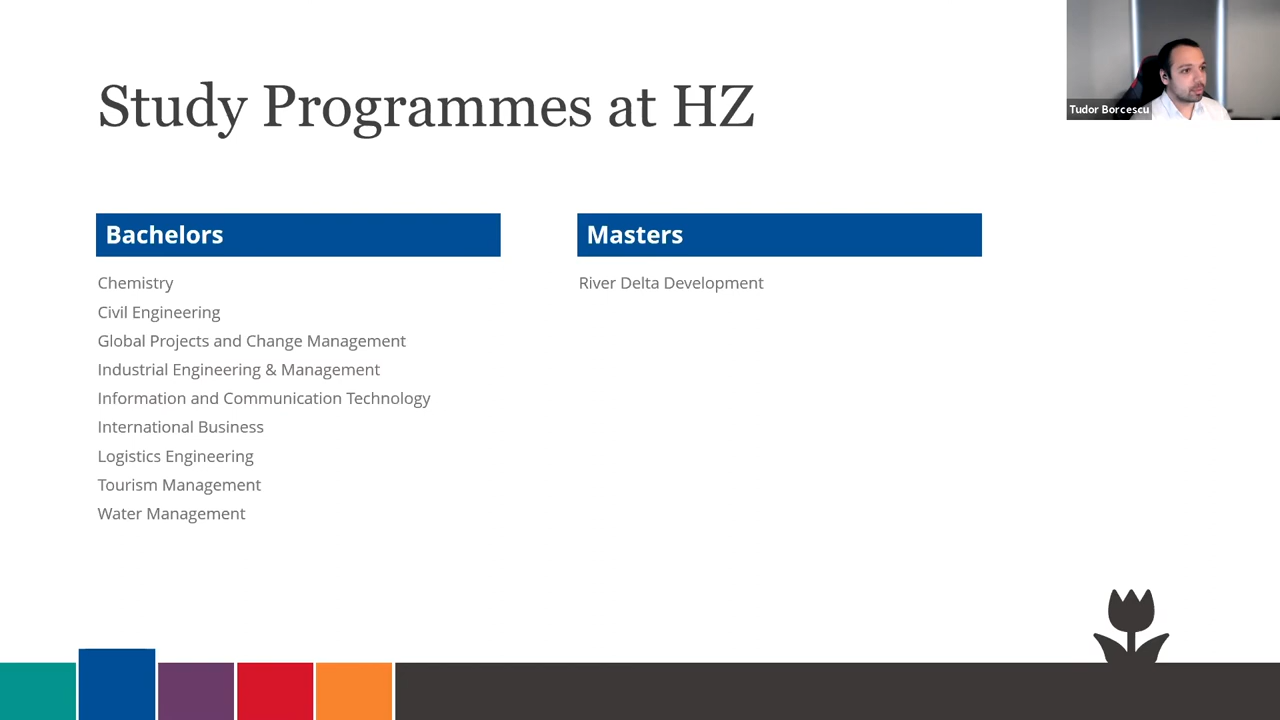 Study Programmes at HZ
Tudor Borcescu
Bachelors
Chemistry
Civil Engineering
Global Projects and Change Management
Industrial Engineering & Management
Information and Communication Technology
International Business
Logistics Engineering
Tourism Management
Water Management
Masters
River Delta Development